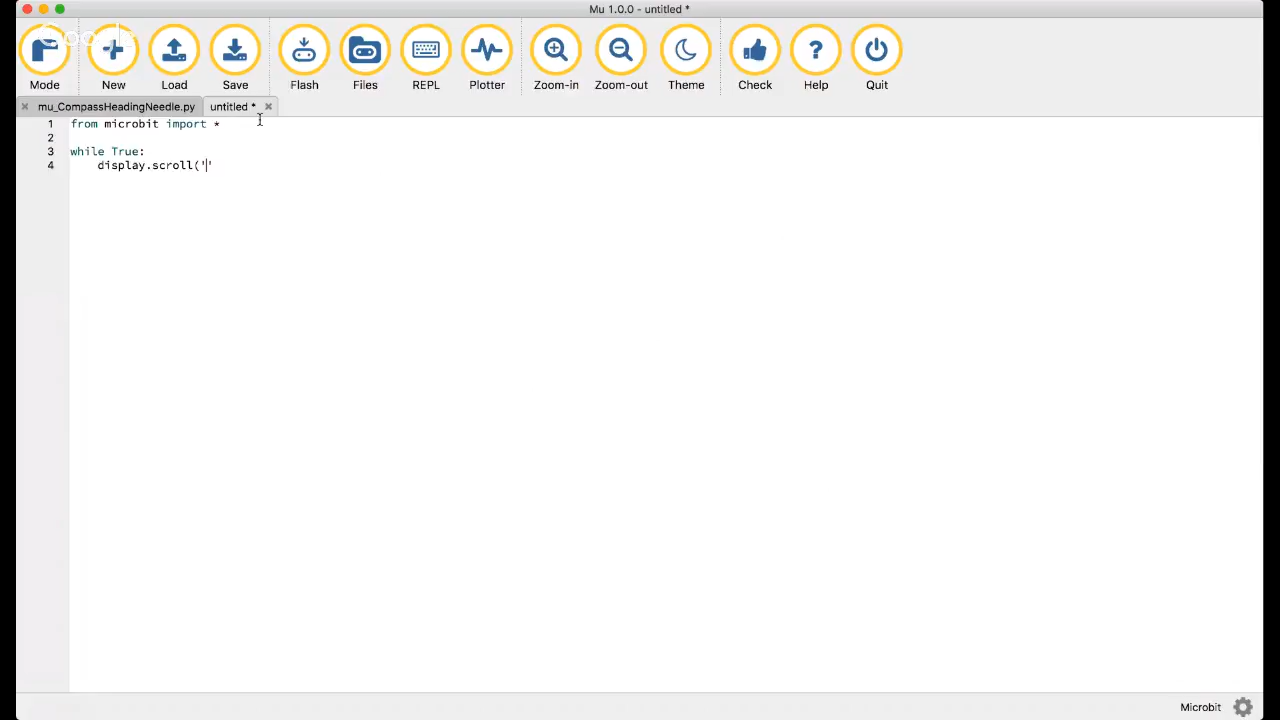 Mu 1.0.0 - untitled *
Google
Mode New Load Save Flash Files REPL Plotter Zoom-in Zoom-out Theme Check Help Quit
mu_CompassHeadingNeedle.py untitled *
1 from microbit import *
2
3 while True:
4 display.scroll(''
Microbit